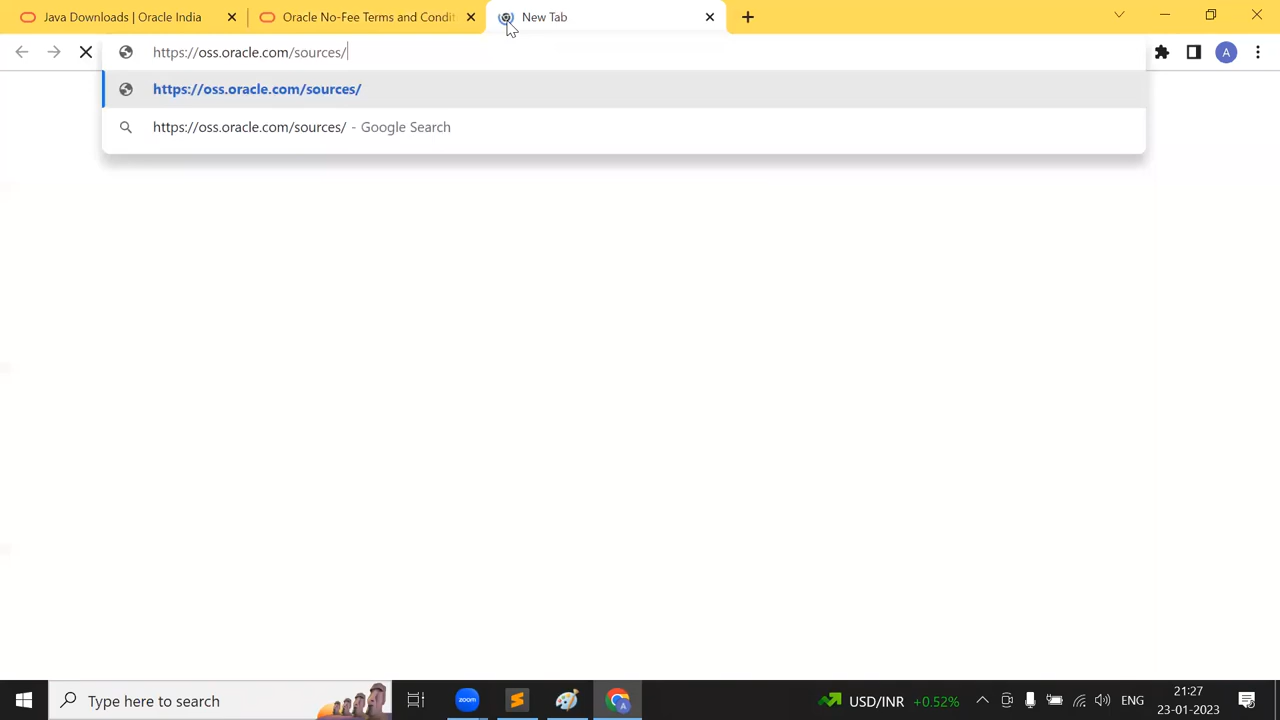 Java Downloads | Oracle India
Oracle No-Fee Terms and Condit
New Tab
https://oss.oracle.com/sources/
A
https://oss.oracle.com/sources/
https://oss.oracle.com/sources/ - Google Search
Type here to search
zoom
A
USD/INR +0.52%
ENG
21:27
23-01-2023